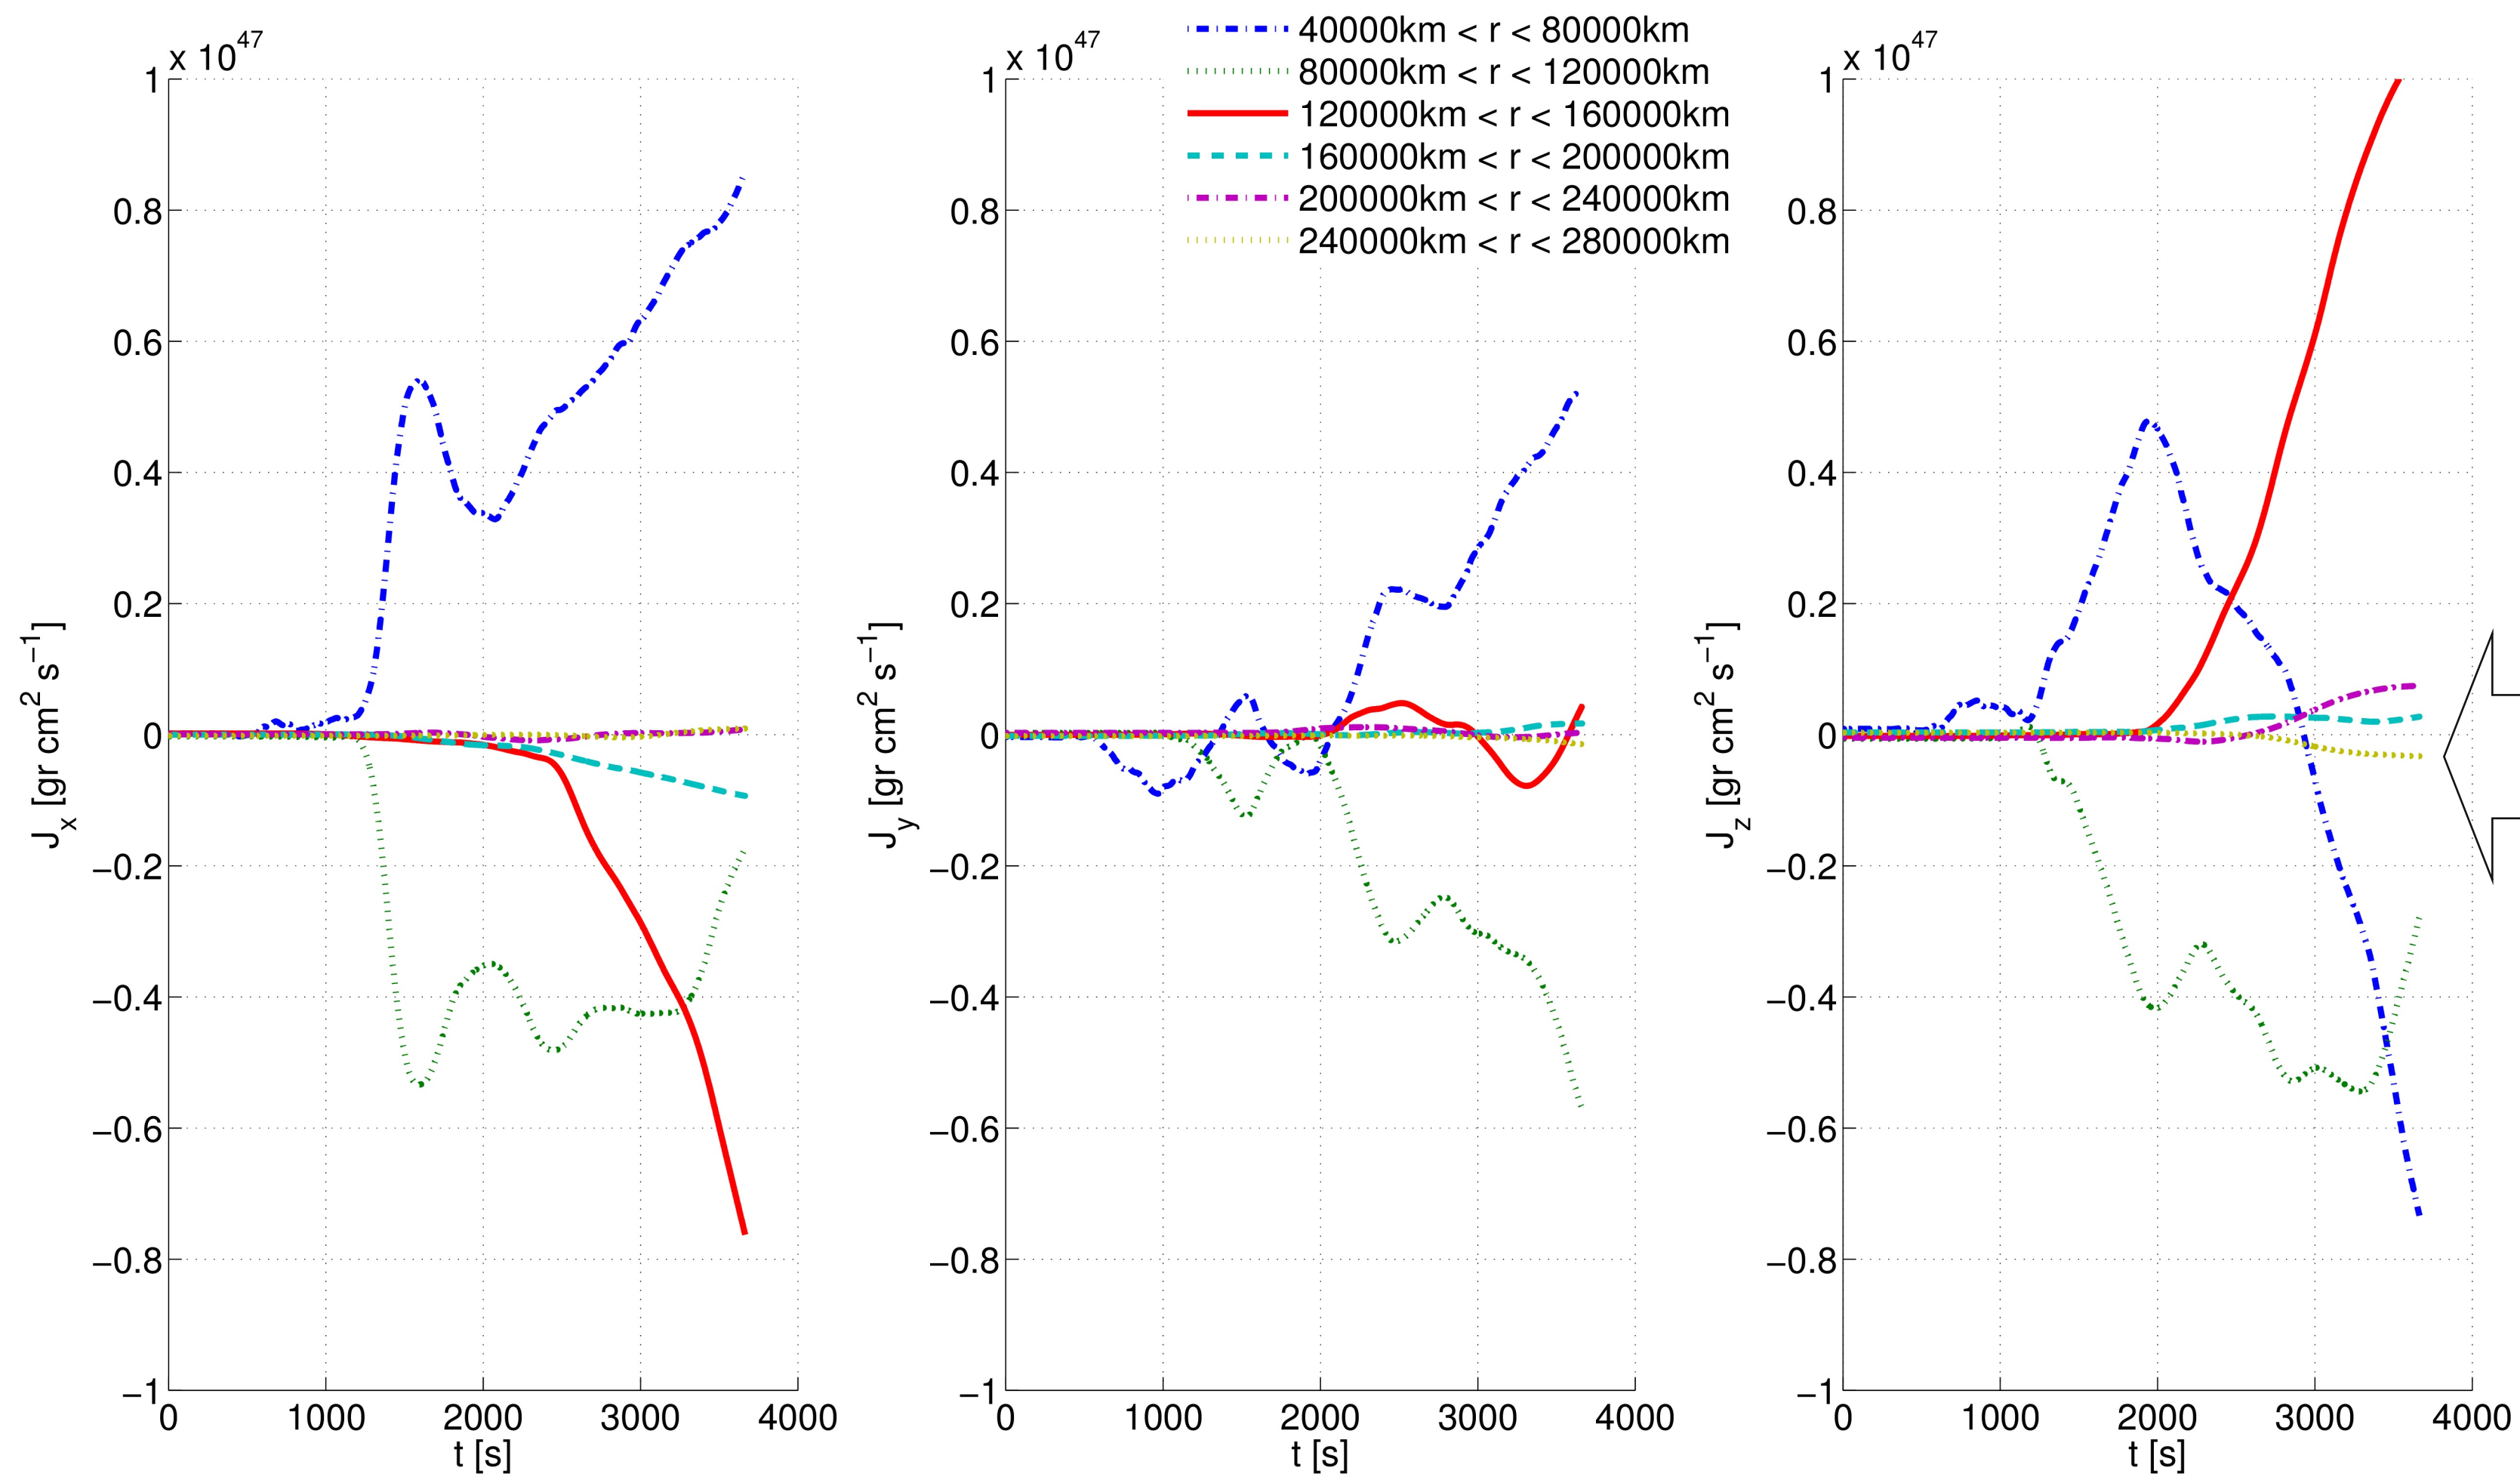 40000km < r < 80000km
80000km < r < 120000km
120000km < r < 160000km
160000km < r < 200000km
200000km < r < 240000km
240000km < r < 280000km
x 10^47
1
0.8
0.6
0.4
0.2
0
−0.2
−0.4
−0.6
−0.8
−1
J_x [gr cm^2 s^−1]
0 1000 2000 3000 4000
t [s]
x 10^47
1
0.8
0.6
0.4
0.2
0
−0.2
−0.4
−0.6
−0.8
−1
J_y [gr cm^2 s^−1]
0 1000 2000 3000 4000
t [s]
x 10^47
1
0.8
0.6
0.4
0.2
0
−0.2
−0.4
−0.6
−0.8
−1
J_z [gr cm^2 s^−1]
0 1000 2000 3000 4000
t [s]